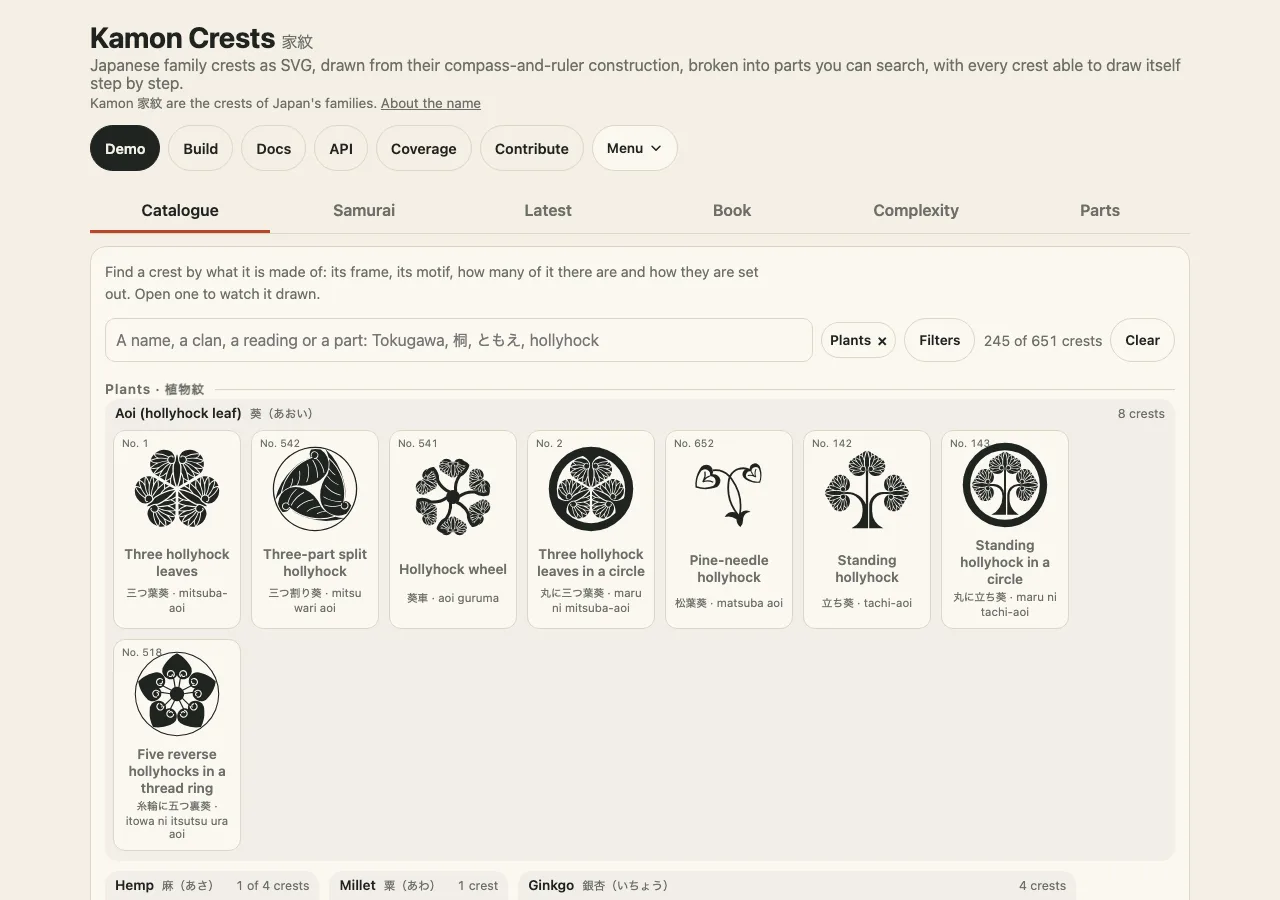 Kamon Crests 家紋
Japanese family crests as SVG, drawn from their compass-and-ruler construction, broken into parts you can search, with every crest able to draw itself
step by step.
Kamon 家紋 are the crests of Japan's families. About the name
Demo Build Docs API Coverage Contribute Menu
Catalogue Samurai Latest Book Complexity Parts
Find a crest by what it is made of: its frame, its motif, how many of it there are and how they are set
out. Open one to watch it drawn.
A name, a clan, a reading or a part: Tokugawa, 桐, ともえ, hollyhock
Plants ×
Filters
245 of 651 crests
Clear
Plants · 植物紋
Aoi (hollyhock leaf) 葵（あおい） 8 crests
No. 1
Three hollyhock
leaves
三つ葉葵 · mitsuba-
aoi
No. 542
Three-part split
hollyhock
三つ割り葵 · mitsu
wari aoi
No. 541
Hollyhock wheel
葵車 · aoi guruma
No. 2
Three hollyhock
leaves in a circle
丸に三つ葉葵 · maru
ni mitsuba-aoi
No. 652
Pine-needle
hollyhock
松葉葵 · matsuba aoi
No. 142
Standing
hollyhock
立ち葵 · tachi-aoi
No. 143
Standing
hollyhock in a
circle
丸に立ち葵 · maru ni
tachi-aoi
No. 518
Five reverse
hollyhocks in a
thread ring
糸輪に五つ裏葵 ·
itowa ni itsutsu ura
aoi
Hemp 麻（あさ） 1 of 4 crests
Millet 粟（あわ） 1 crest
Ginkgo 銀杏（いちょう） 4 crests